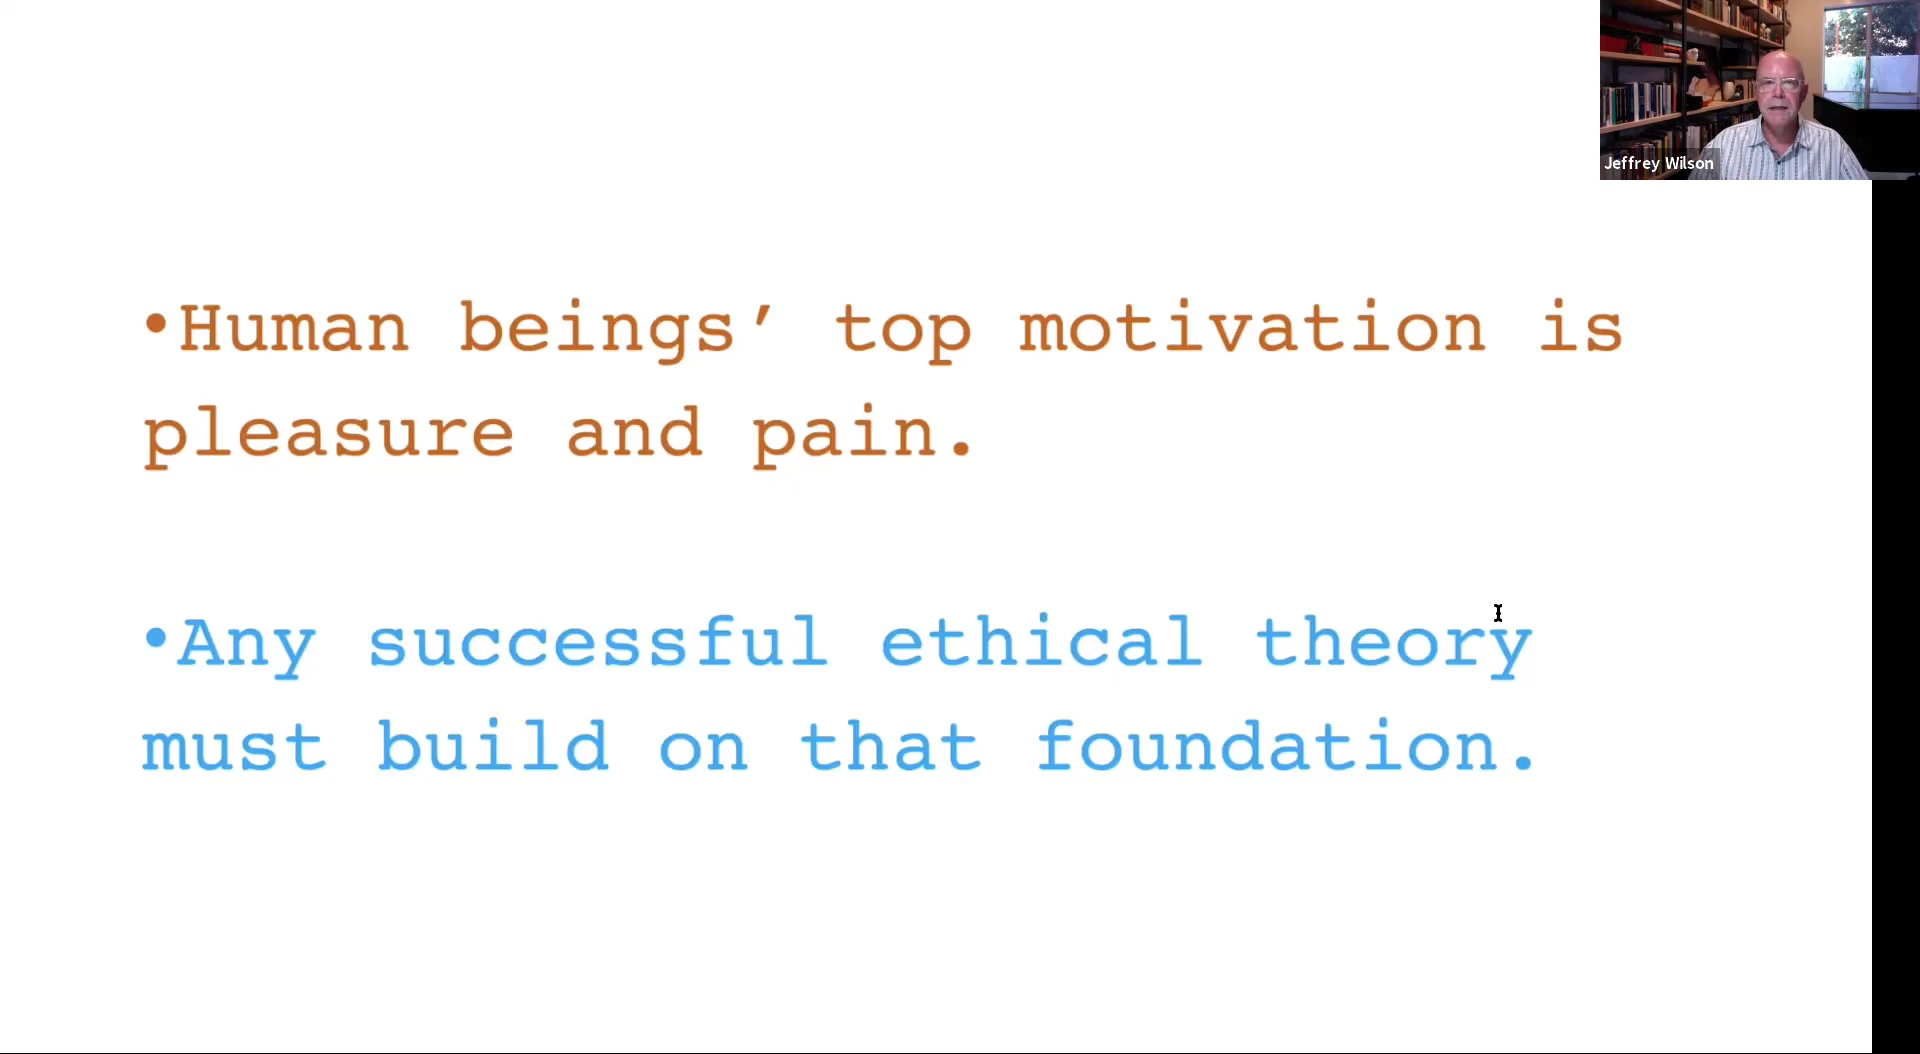 Jeffrey Wilson
•Human beings’ top motivation is
pleasure and pain.
•Any successful ethical theory
must build on that foundation.